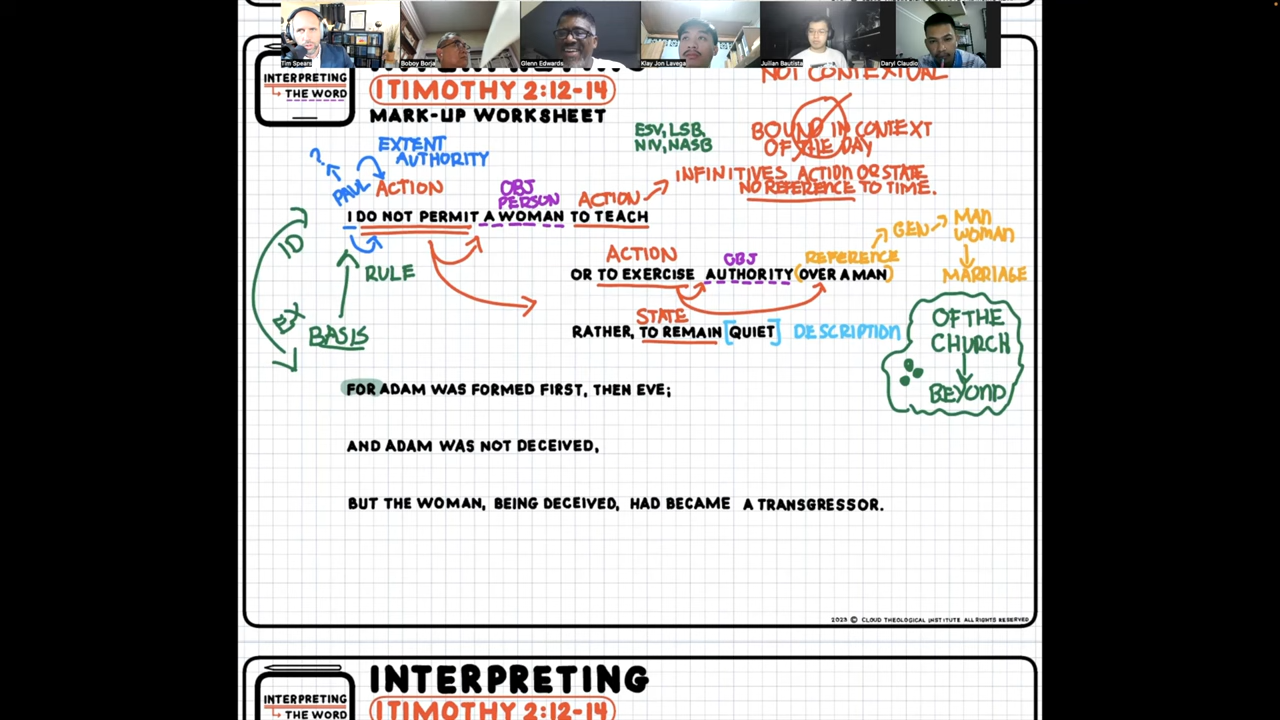 Tim Spears
Boboy Borja
Glenn Edwards
Klay Jon Lavega
Juilian Bautista
Daryl Claudio
INTERPRETING
THE WORD
1 TIMOTHY 2:12-14
MARK-UP WORKSHEET
NOT CONTEXTUAL
ESV, LSB,
NIV, NASB
BOUND IN CONTEXT
OF THE DAY
?
EXTENT
AUTHORITY
PAUL
ACTION
OBJ
PERSON
ACTION
INFINITIVES ACTION OR STATE
NO REFERENCE TO TIME.
I DO NOT PERMIT A WOMAN TO TEACH
GEN
MAN
WOMAN
MARRIAGE
ID
RULE
ACTION
OBJ
REFERENCE
OR TO EXERCISE AUTHORITY (OVER A MAN)
STATE
RATHER, TO REMAIN [QUIET] DESCRIPTION
EX
BASIS
OF THE
CHURCH
BEYOND
FOR ADAM WAS FORMED FIRST, THEN EVE;
AND ADAM WAS NOT DECEIVED,
BUT THE WOMAN, BEING DECEIVED, HAD BECAME A TRANSGRESSOR.
2023 © CLOUD THEOLOGICAL INSTITUTE ALL RIGHTS RESERVED
INTERPRETING
THE WORD
INTERPRETING
1 TIMOTHY 2:12-14